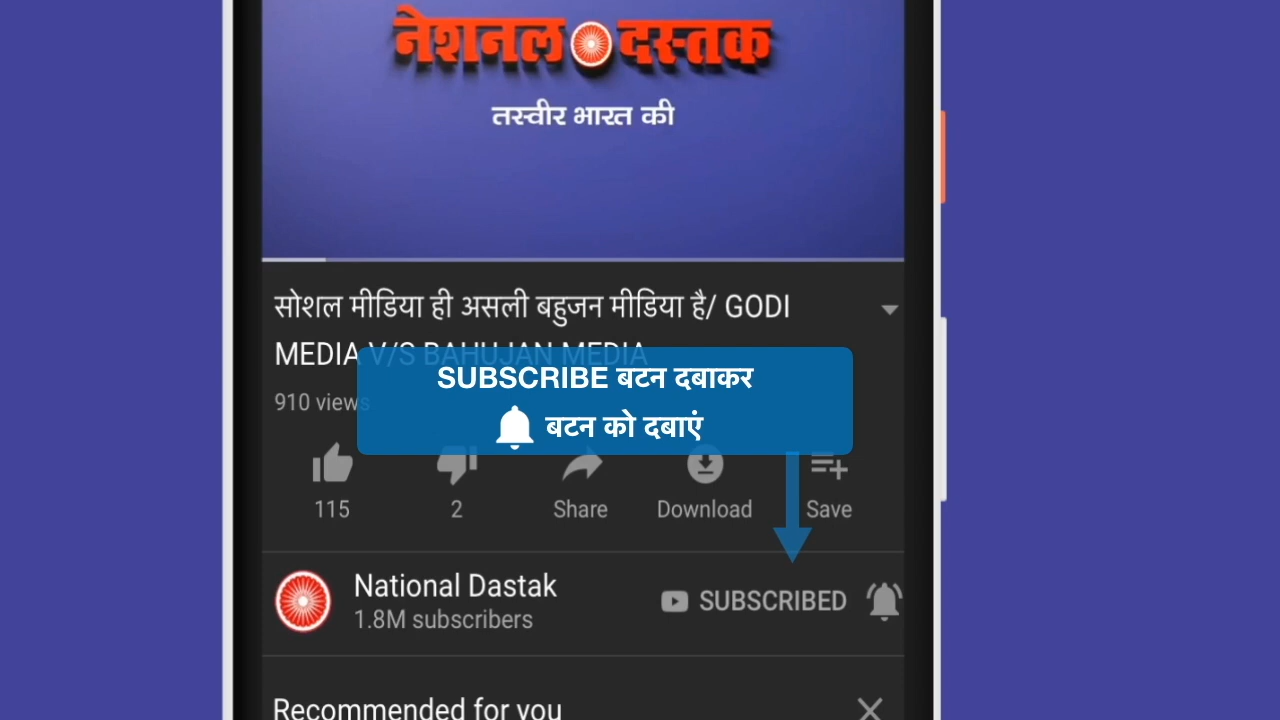 नेशनल दस्तक
तस्वीर भारत की
सोशल मीडिया ही असली बहुजन मीडिया है/ GODI
MEDIA V/S BAHUJAN MEDIA
910 views
SUBSCRIBE बटन दबाकर
बटन को दबाएं
115
2
Share
Download
Save
National Dastak
1.8M subscribers
SUBSCRIBED
Recommended for you